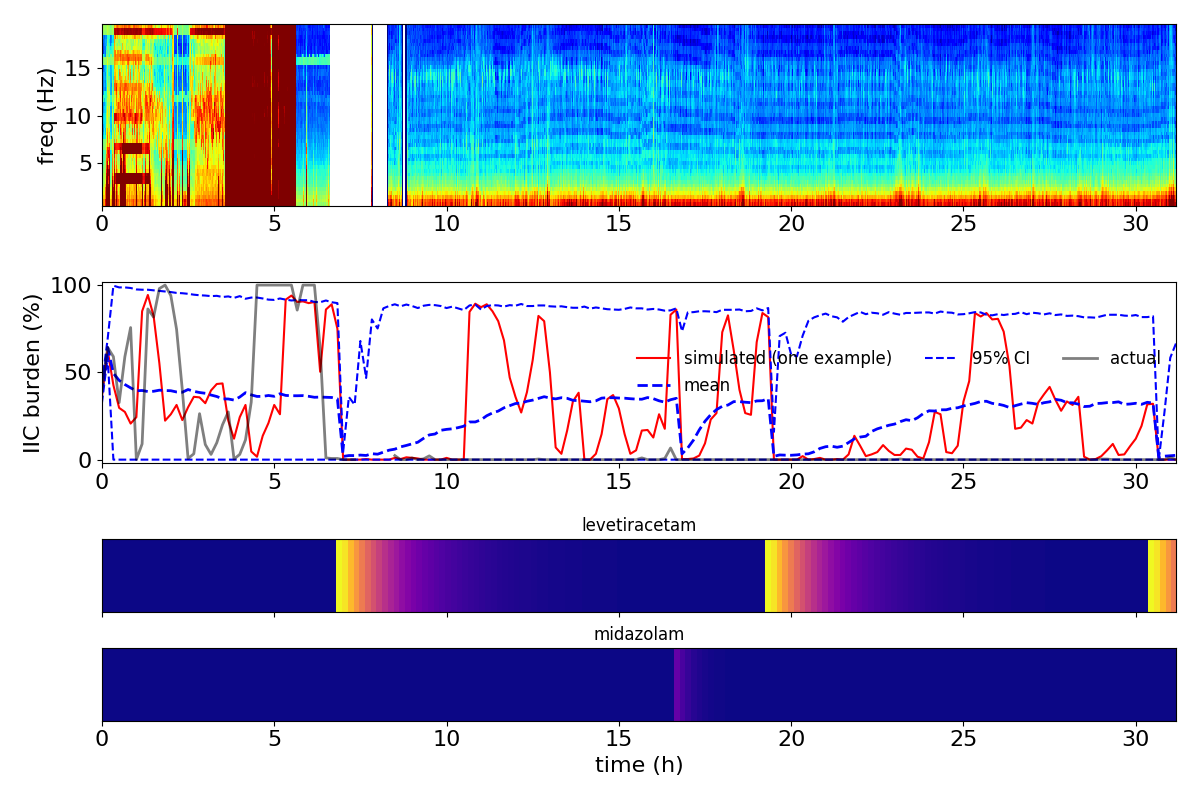 freq (Hz)
15
10
5
0 5 10 15 20 25 30
IIC burden (%)
100
50
0
simulated (one example) 95% CI actual
mean
0 5 10 15 20 25 30
levetiracetam
midazolam
0 5 10 15 20 25 30
time (h)